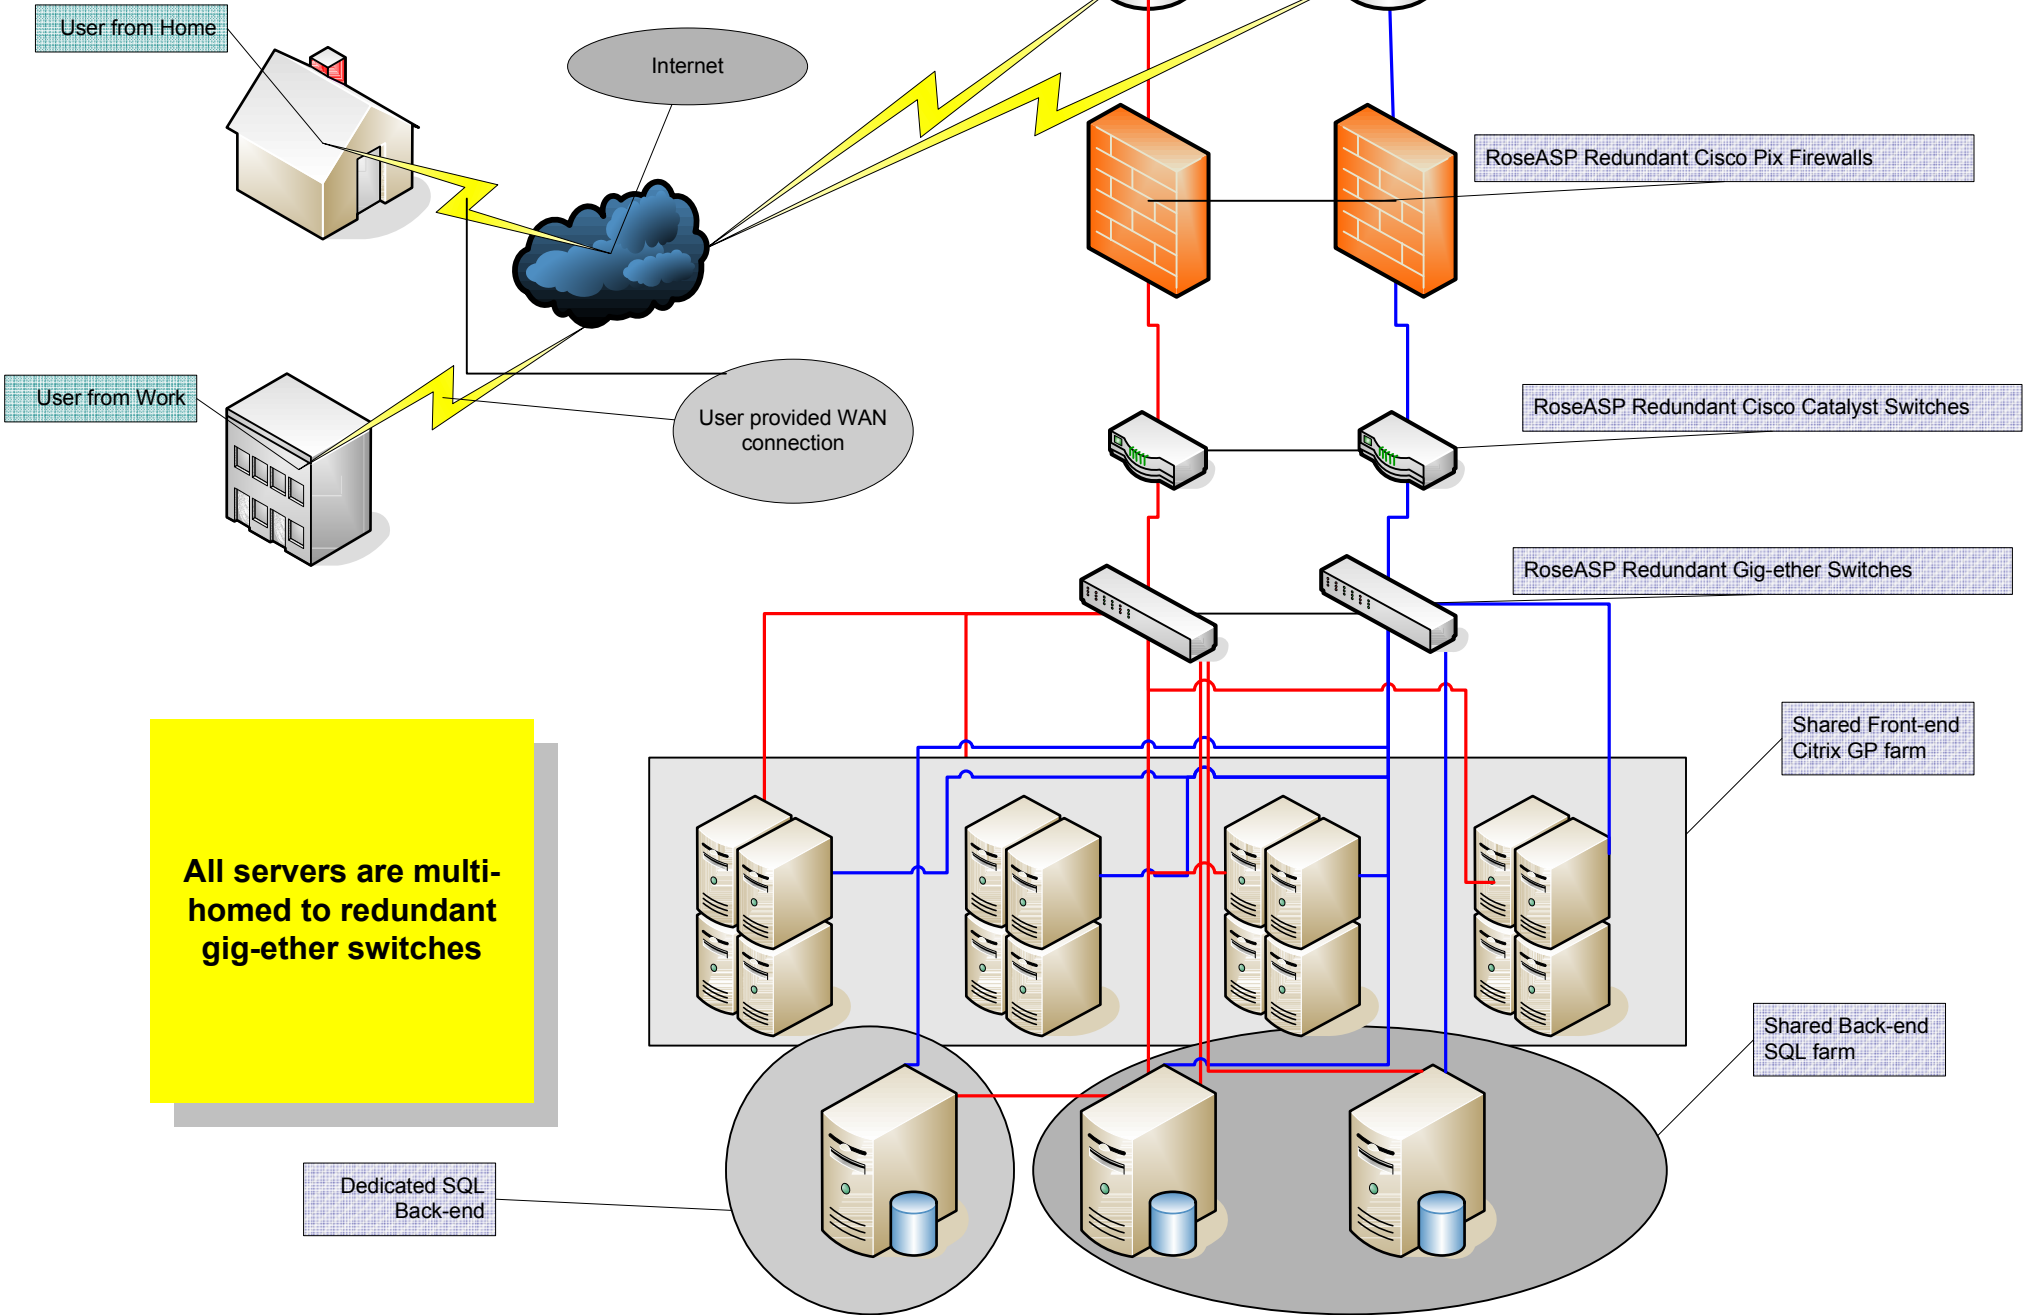 User from Home
Internet
RoseASP Redundant Cisco Pix Firewalls
User from Work
User provided WAN
connection
RoseASP Redundant Cisco Catalyst Switches
RoseASP Redundant Gig-ether Switches
Shared Front-end
Citrix GP farm
All servers are multi-
homed to redundant
gig-ether switches
Shared Back-end
SQL farm
Dedicated SQL
Back-end